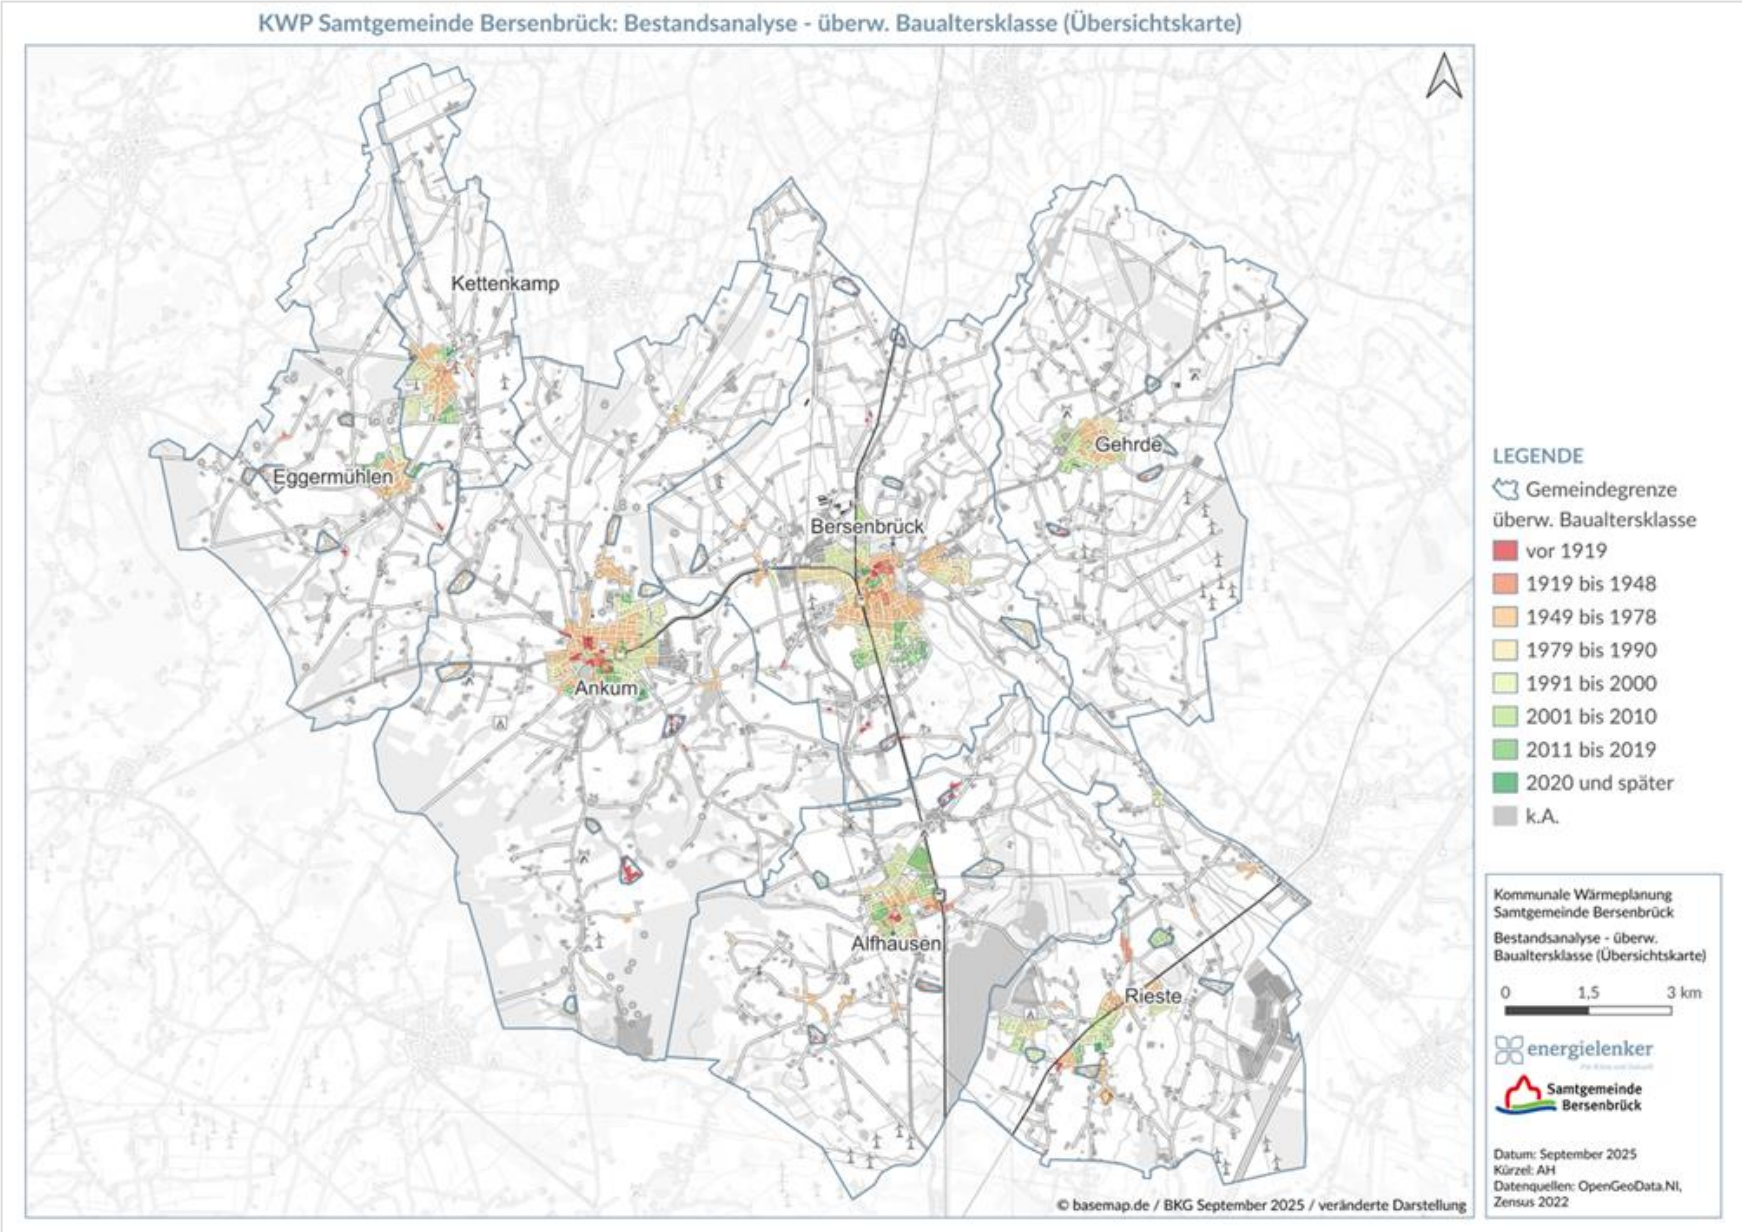 KWP Samtgemeinde Bersenbrück: Bestandsanalyse - überw. Baualtersklasse (Übersichtskarte)
Kettenkamp
Gehrde
Eggermühlen
Bersenbrück
Ankum
Alfhausen
Rieste
© basemap.de / BKG September 2025 / veränderte Darstellung
LEGENDE
Gemeindegrenze
überw. Baualtersklasse
vor 1919
1919 bis 1948
1949 bis 1978
1979 bis 1990
1991 bis 2000
2001 bis 2010
2011 bis 2019
2020 und später
k.A.
Kommunale Wärmeplanung
Samtgemeinde Bersenbrück
Bestandsanalyse - überw.
Baualtersklasse (Übersichtskarte)
0 1,5 3 km
energielenker
Samtgemeinde
Bersenbrück
Datum: September 2025
Kürzel: AH
Datenquellen: OpenGeoData.NI,
Zensus 2022